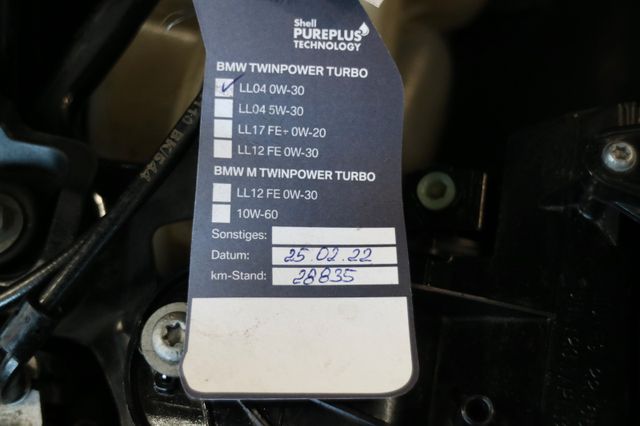 Shell
PUREPLUS
TECHNOLOGY
BMW TWINPOWER TURBO
LL04 0W-30
LL04 5W-30
LL17 FE+ 0W-20
LL12 FE 0W-30
BMW M TWINPOWER TURBO
LL12 FE 0W-30
10W-60
Sonstiges:
Datum: 25.02.22
km-Stand: 28835